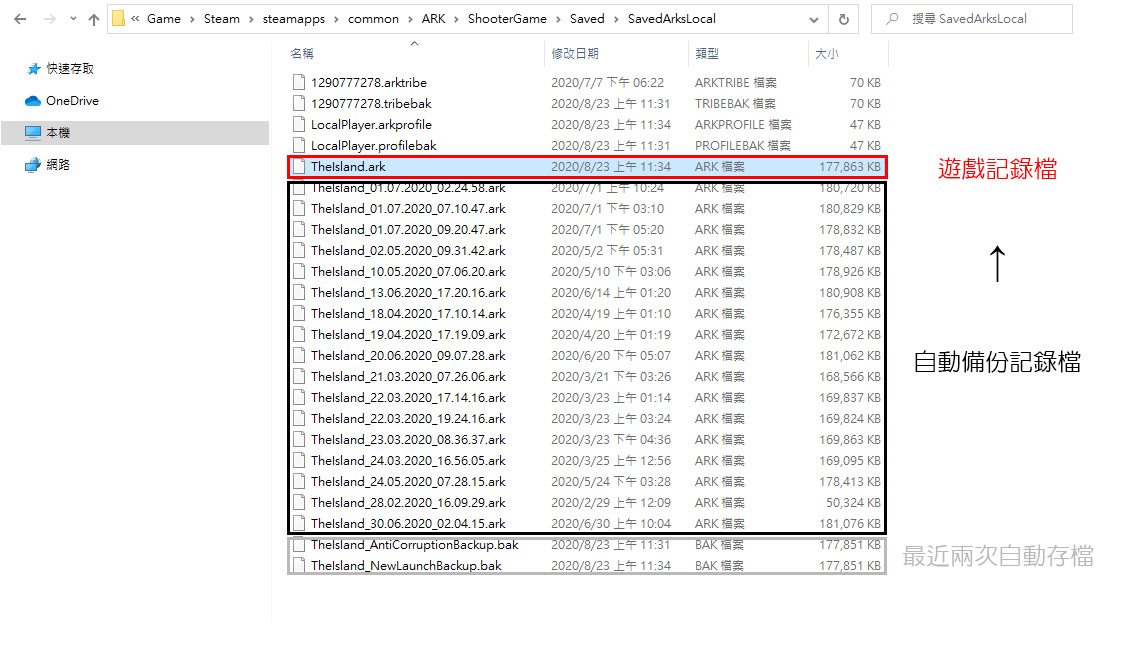 « Game › Steam › steamapps › common › ARK › ShooterGame › Saved › SavedArksLocal
搜尋 SavedArksLocal
快速存取
OneDrive
本機
網路
名稱 修改日期 類型 大小
1290777278.arktribe 2020/7/7 下午 06:22 ARKTRIBE 檔案 70 KB
1290777278.tribebak 2020/8/23 上午 11:31 TRIBEBAK 檔案 70 KB
LocalPlayer.arkprofile 2020/8/23 上午 11:34 ARKPROFILE 檔案 47 KB
LocalPlayer.profilebak 2020/8/23 上午 11:31 PROFILEBAK 檔案 47 KB
TheIsland.ark 2020/8/23 上午 11:34 ARK 檔案 177,863 KB
遊戲記錄檔
TheIsland_01.07.2020_02.24.58.ark 2020/7/1 上午 10:24 ARK 檔案 180,720 KB
TheIsland_01.07.2020_07.10.47.ark 2020/7/1 下午 03:10 ARK 檔案 180,829 KB
TheIsland_01.07.2020_09.20.47.ark 2020/7/1 下午 05:20 ARK 檔案 178,832 KB
TheIsland_02.05.2020_09.31.42.ark 2020/5/2 下午 05:31 ARK 檔案 178,487 KB
TheIsland_10.05.2020_07.06.20.ark 2020/5/10 下午 03:06 ARK 檔案 178,926 KB
TheIsland_13.06.2020_17.20.16.ark 2020/6/14 上午 01:20 ARK 檔案 180,908 KB
TheIsland_18.04.2020_17.10.14.ark 2020/4/19 上午 01:10 ARK 檔案 176,355 KB
TheIsland_19.04.2020_17.19.09.ark 2020/4/20 上午 01:19 ARK 檔案 172,672 KB
TheIsland_20.06.2020_09.07.28.ark 2020/6/20 下午 05:07 ARK 檔案 181,062 KB
自動備份記錄檔
TheIsland_21.03.2020_07.26.06.ark 2020/3/21 下午 03:26 ARK 檔案 168,566 KB
TheIsland_22.03.2020_17.14.16.ark 2020/3/23 上午 01:14 ARK 檔案 169,837 KB
TheIsland_22.03.2020_19.24.16.ark 2020/3/23 上午 03:24 ARK 檔案 169,824 KB
TheIsland_23.03.2020_08.36.37.ark 2020/3/23 下午 04:36 ARK 檔案 169,863 KB
TheIsland_24.03.2020_16.56.05.ark 2020/3/25 上午 12:56 ARK 檔案 169,095 KB
TheIsland_24.05.2020_07.28.15.ark 2020/5/24 下午 03:28 ARK 檔案 178,413 KB
TheIsland_28.02.2020_16.09.29.ark 2020/2/29 上午 12:09 ARK 檔案 50,324 KB
TheIsland_30.06.2020_02.04.15.ark 2020/6/30 上午 10:04 ARK 檔案 181,076 KB
TheIsland_AntiCorruptionBackup.bak 2020/8/23 上午 11:31 BAK 檔案 177,851 KB
最近兩次自動存檔
TheIsland_NewLaunchBackup.bak 2020/8/23 上午 11:34 BAK 檔案 177,851 KB